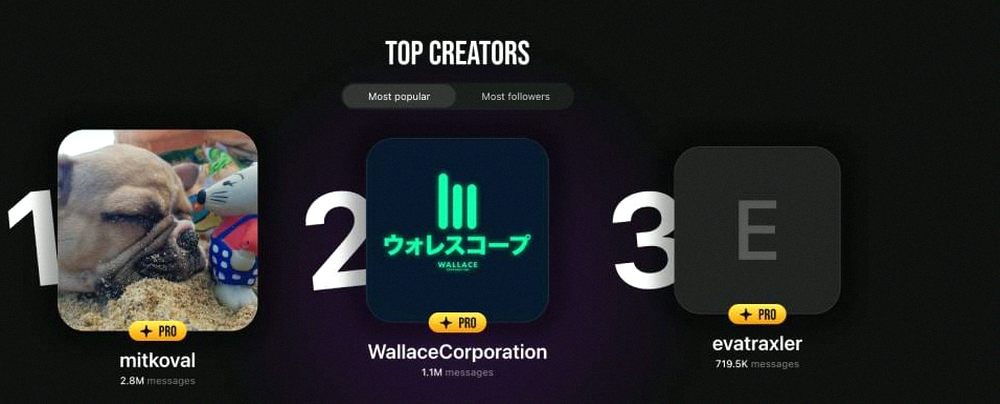 TOP CREATORS
Most popular Most followers
1
2
3
ウォレスコープ
WALLACE
E
PRO
PRO
PRO
mitkoval
WallaceCorporation
evatraxler
2.8M messages
1.1M messages
719.5K messages